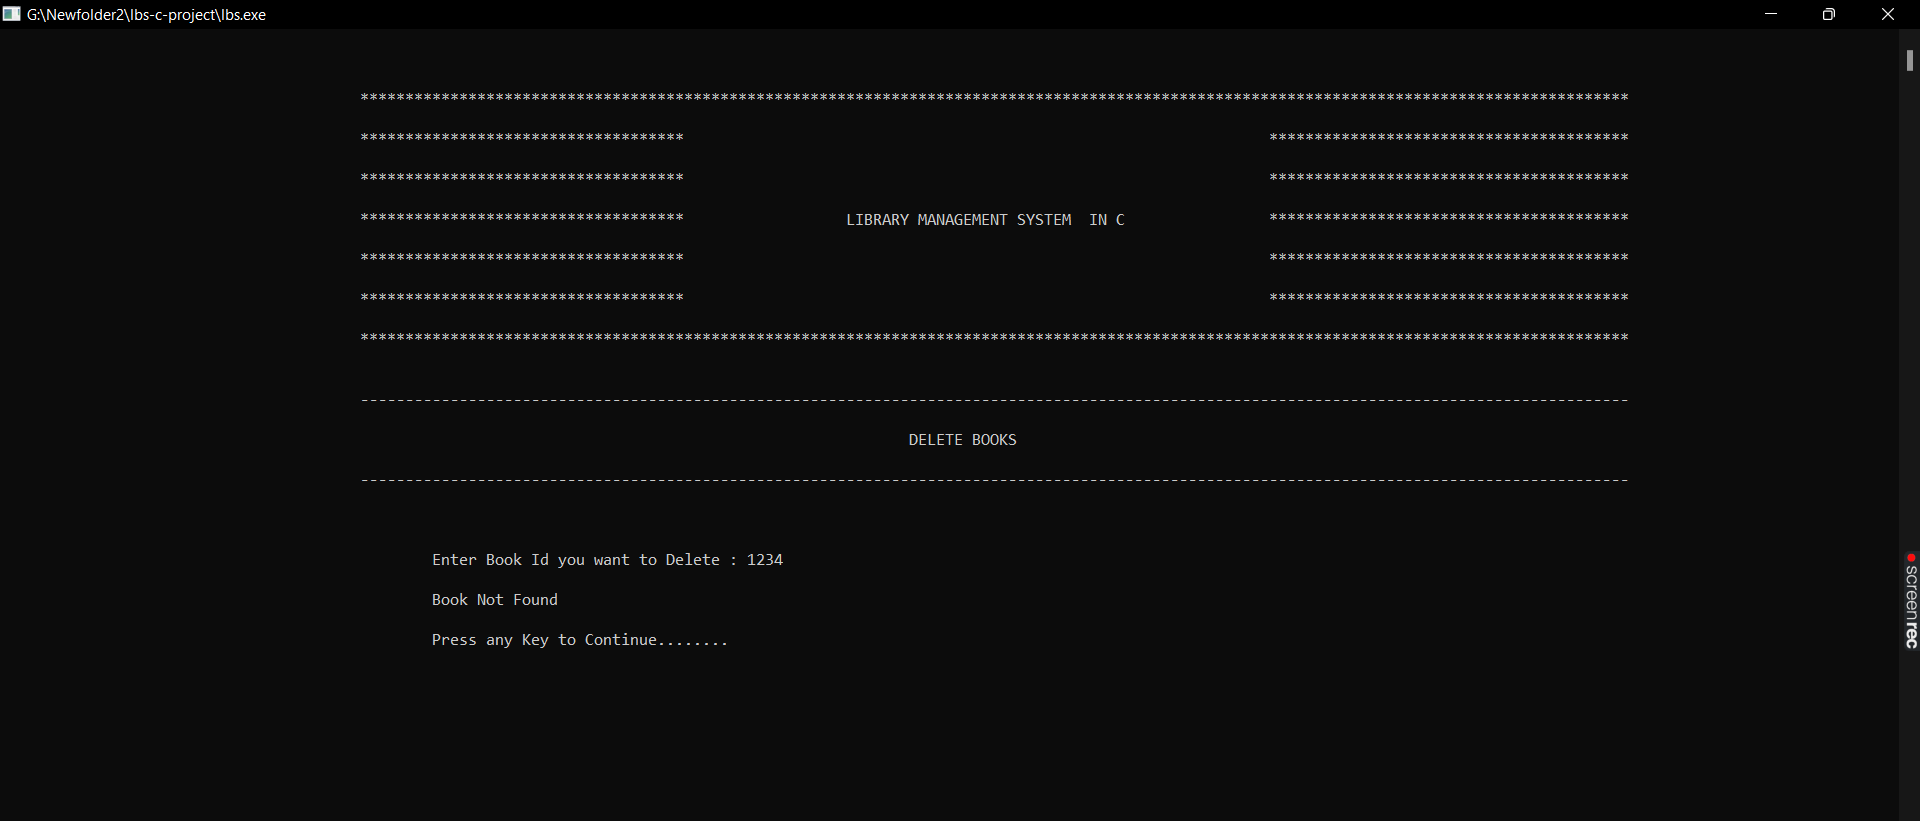 G:\Newfolder2\lbs-c-project\lbs.exe
*********************************************************************************************************************************************
************************************ ****************************************
************************************ ****************************************
************************************ LIBRARY MANAGEMENT SYSTEM  IN C ****************************************
************************************ ****************************************
************************************ ****************************************
*********************************************************************************************************************************************
---------------------------------------------------------------------------------------------------------------------------------------------
DELETE BOOKS
---------------------------------------------------------------------------------------------------------------------------------------------
Enter Book Id you want to Delete : 1234
Book Not Found
Press any Key to Continue........
screenrec